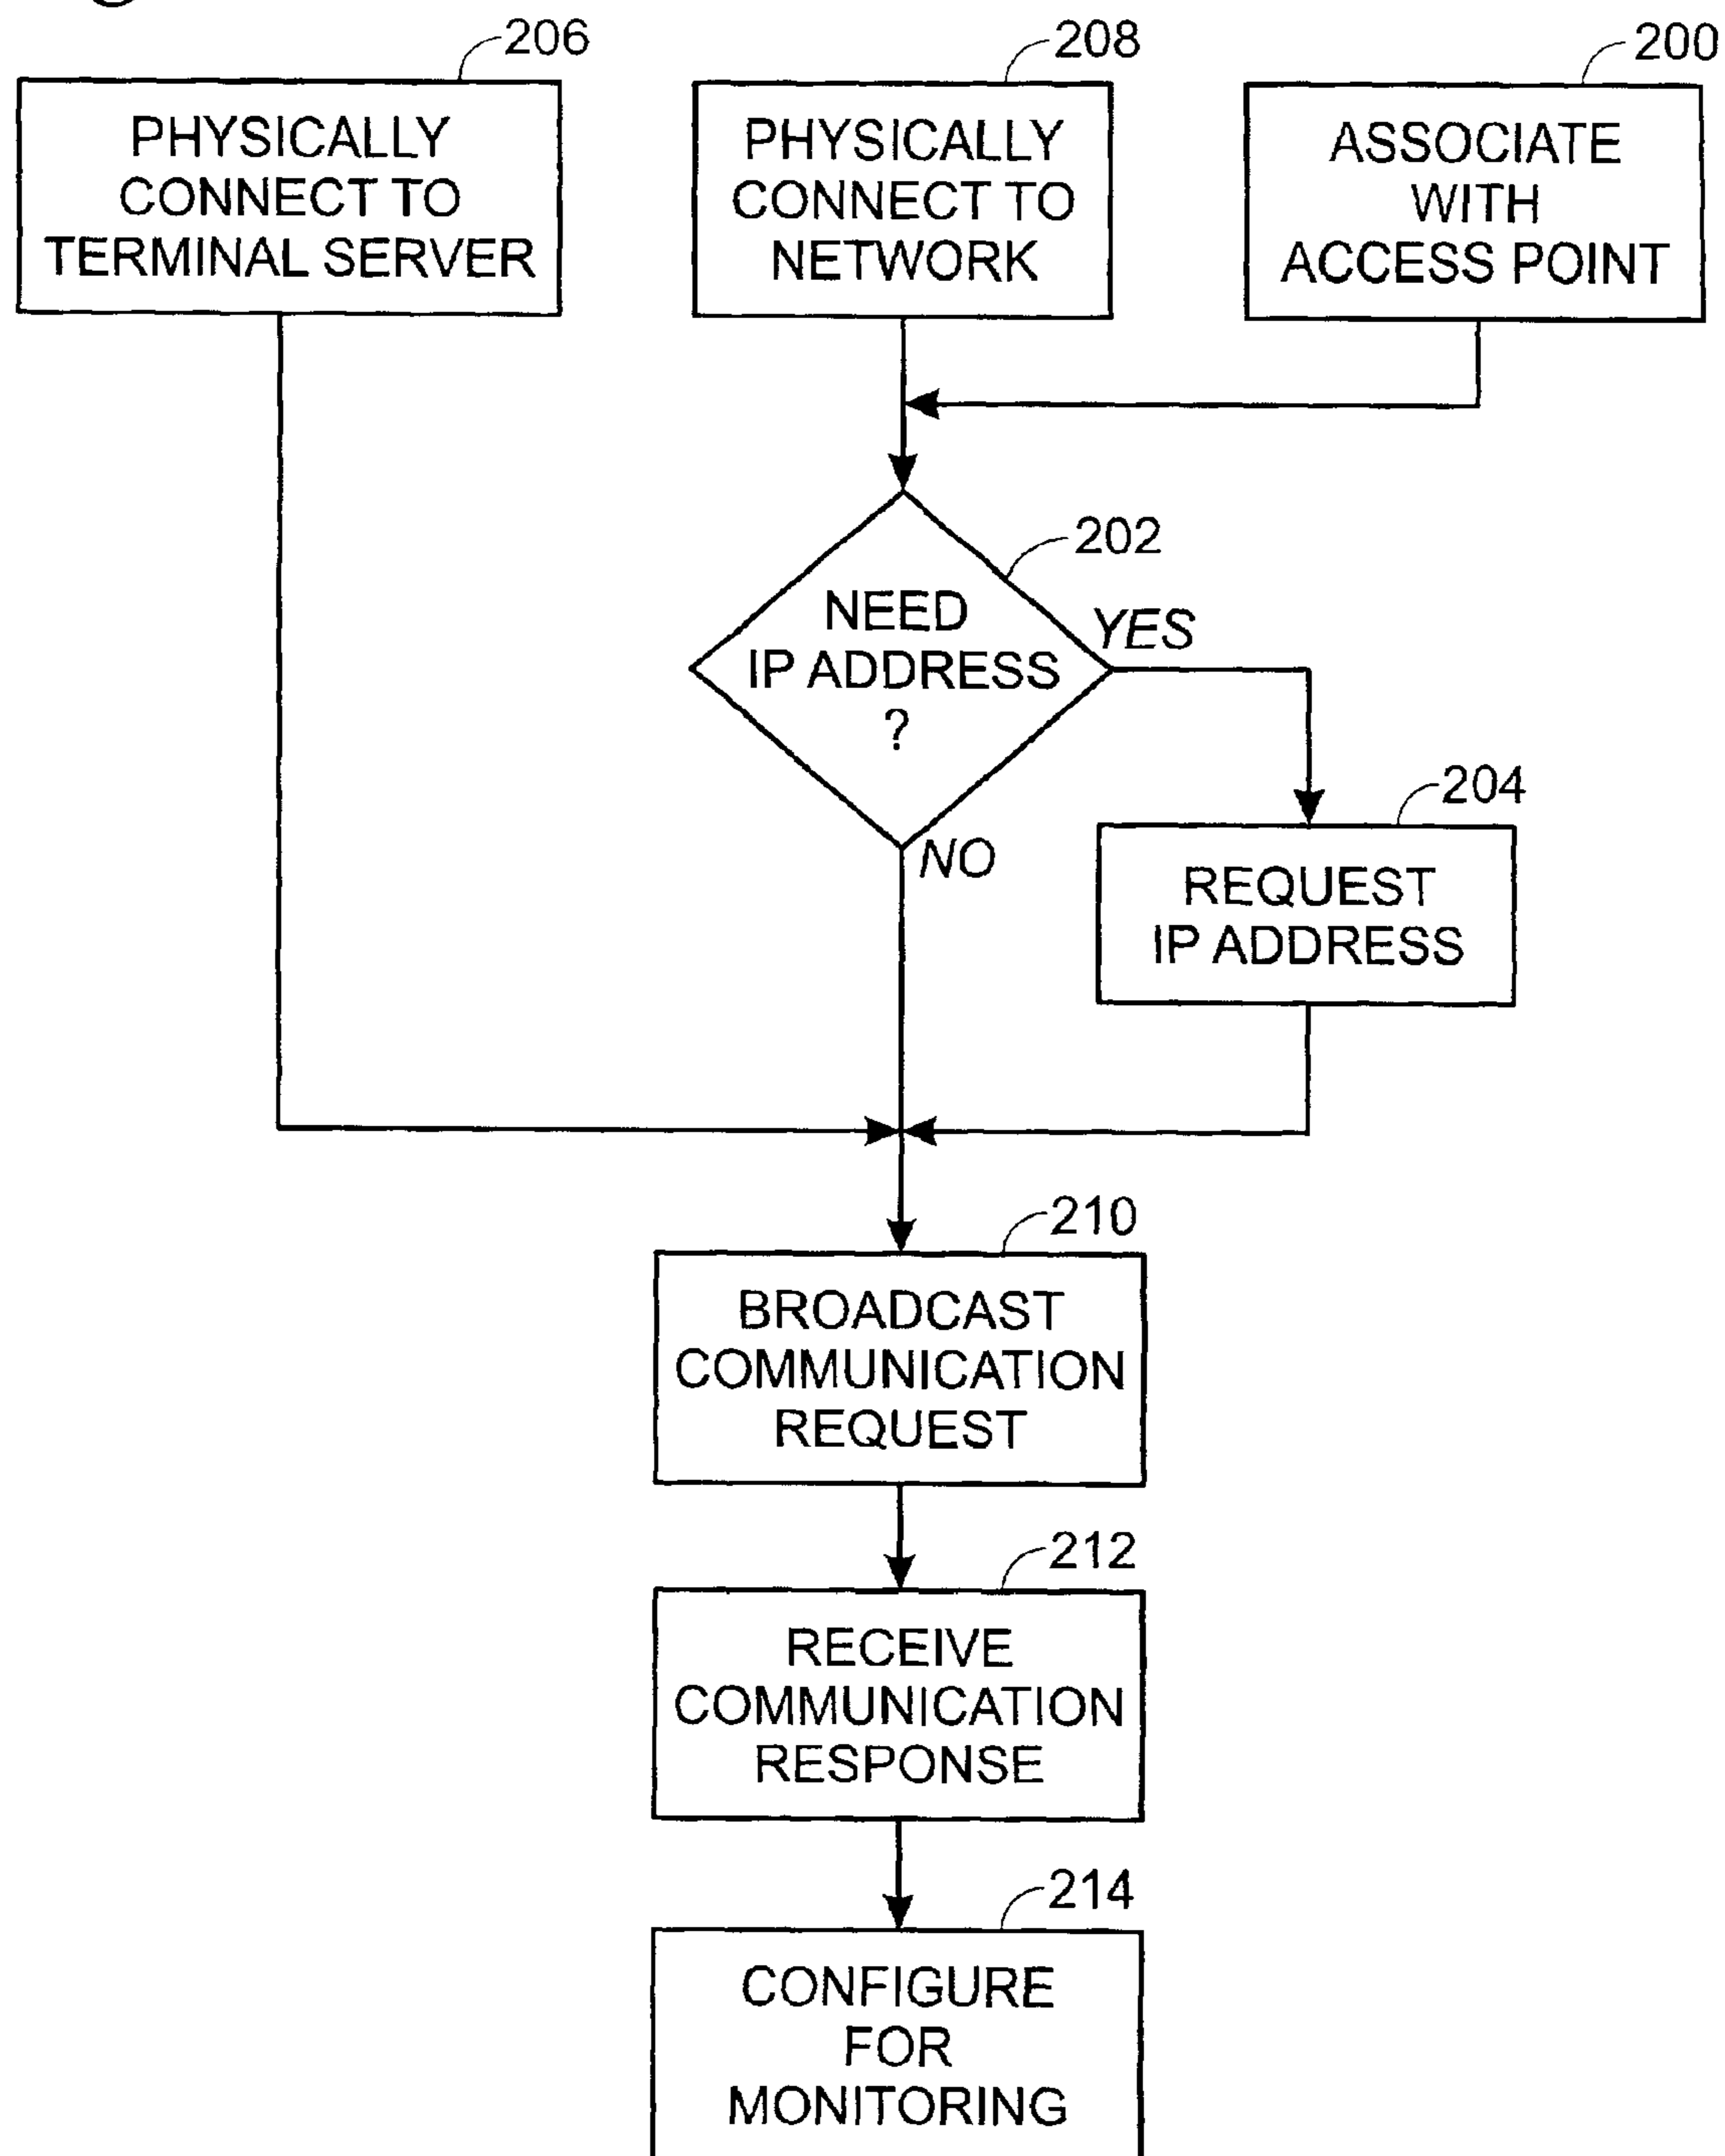 206
PHYSICALLY
CONNECT TO
TERMINAL SERVER
208
PHYSICALLY
CONNECT TO
NETWORK
200
ASSOCIATE
WITH
ACCESS POINT
202
NEED
IP ADDRESS
?
YES
NO
204
REQUEST
IP ADDRESS
210
BROADCAST
COMMUNICATION
REQUEST
212
RECEIVE
COMMUNICATION
RESPONSE
214
CONFIGURE
FOR
MONITORING